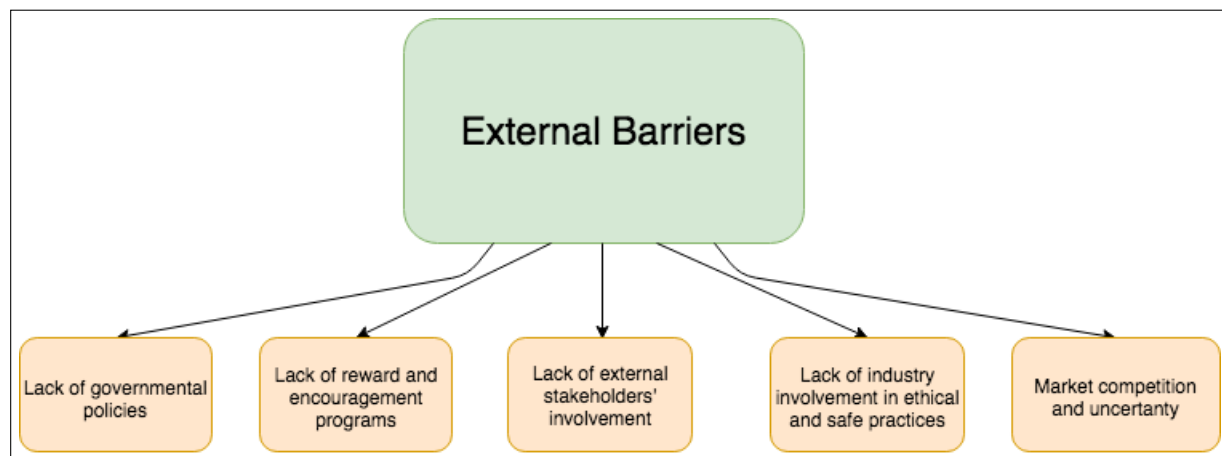 External Barriers
Lack of governmental
policies
Lack of reward and
encouragement
programs
Lack of external
stakeholders'
involvement
Lack of industry
involvement in ethical
and safe practices
Market competition
and uncertanty